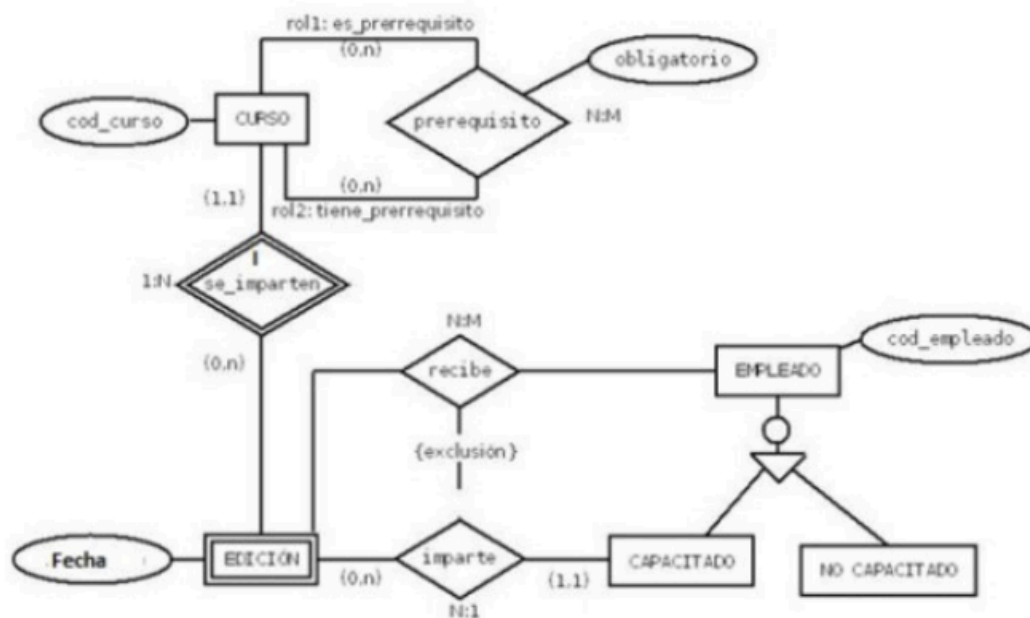 rol1: es_prerrequisito
(0,n)
obligatorio
cod_curso
CURSO
prerequisito
N:M
(0,n)
(1,1)
rol2: tiene_prerrequisito
1:N
se_imparten
(0,n)
N:M
cod_empleado
recibe
EMPLEADO
{exclusión}
Fecha
EDICIÓN
imparte
CAPACITADO
NO CAPACITADO
(0,n)
(1,1)
N:1